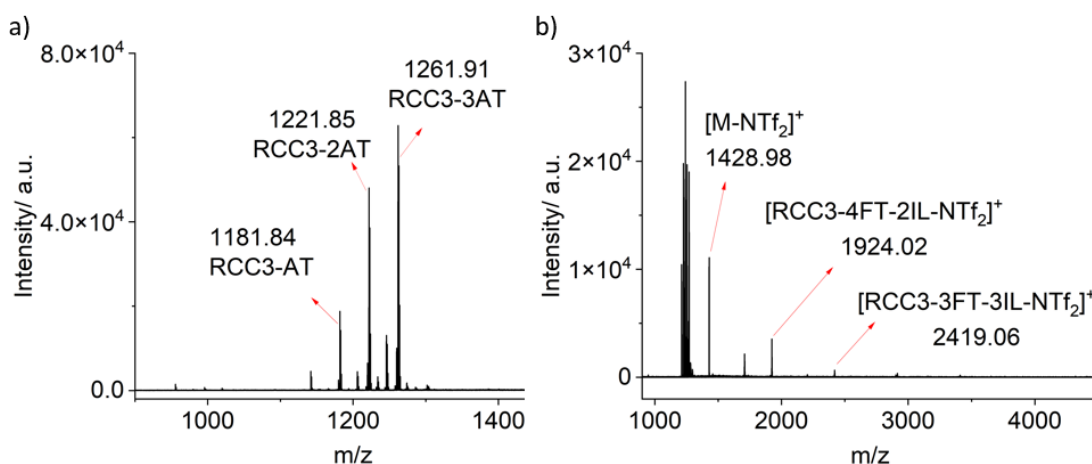 a)
8.0×10⁴
4.0×10⁴
0.0
Intensity/ a.u.
1261.91
RCC3-3AT
1221.85
RCC3-2AT
1181.84
RCC3-AT
1000
1200
1400
m/z
b)
3×10⁴
2×10⁴
1×10⁴
0
Intensity/ a.u.
[M-NTf₂]⁺
1428.98
[RCC3-4FT-2IL-NTf₂]⁺
1924.02
[RCC3-3FT-3IL-NTf₂]⁺
2419.06
1000
2000
3000
4000
m/z